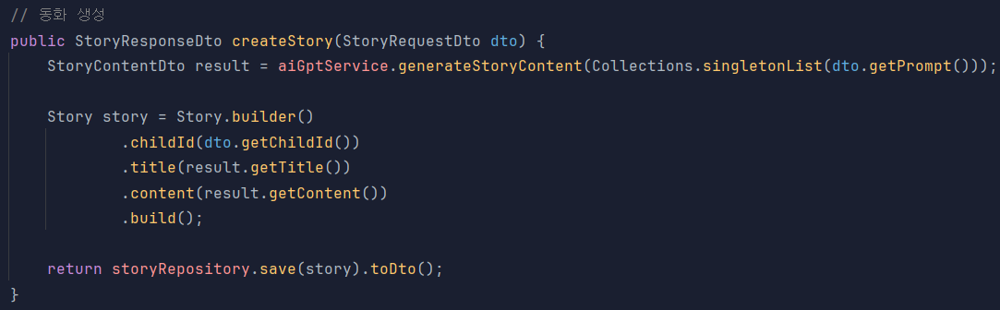 // 동화 생성
public StoryResponseDto createStory(StoryRequestDto dto) {
    StoryContentDto result = aiGptService.generateStoryContent(Collections.singletonList(dto.getPrompt()));

    Story story = Story.builder()
            .childId(dto.getChildId())
            .title(result.getTitle())
            .content(result.getContent())
            .build();

    return storyRepository.save(story).toDto();
}